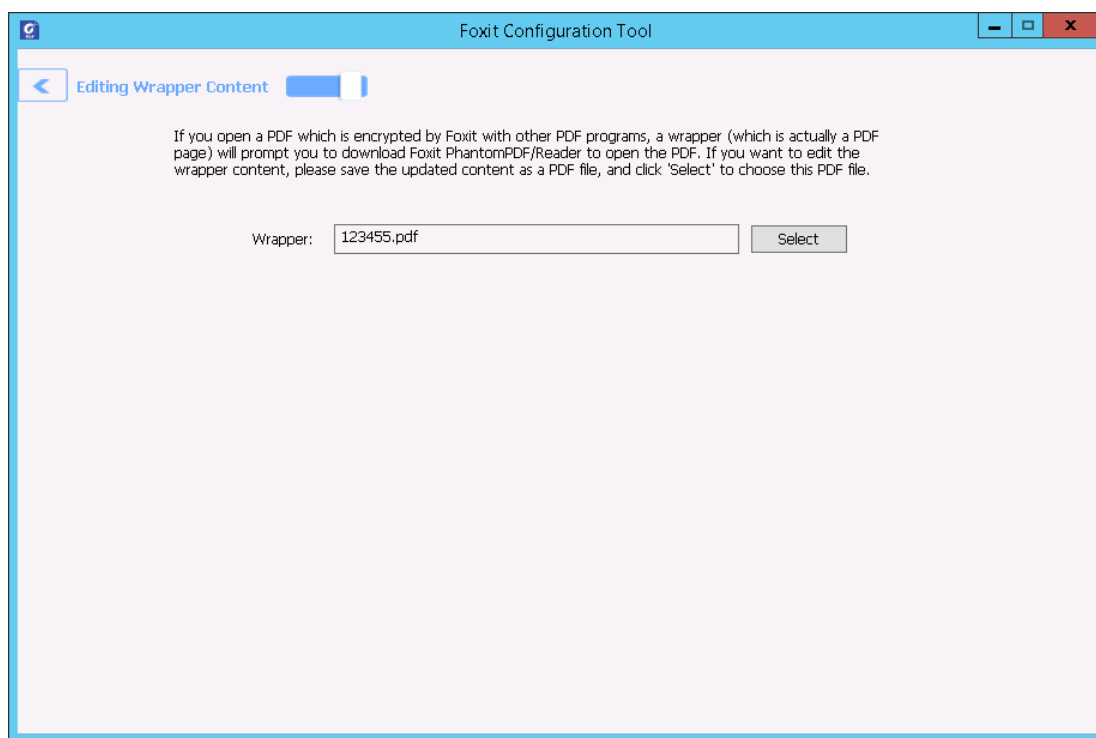 Foxit Configuration Tool
Editing Wrapper Content
If you open a PDF which is encrypted by Foxit with other PDF programs, a wrapper (which is actually a PDF
page) will prompt you to download Foxit PhantomPDF/Reader to open the PDF. If you want to edit the
wrapper content, please save the updated content as a PDF file, and click 'Select' to choose this PDF file.
Wrapper: 123455.pdf Select